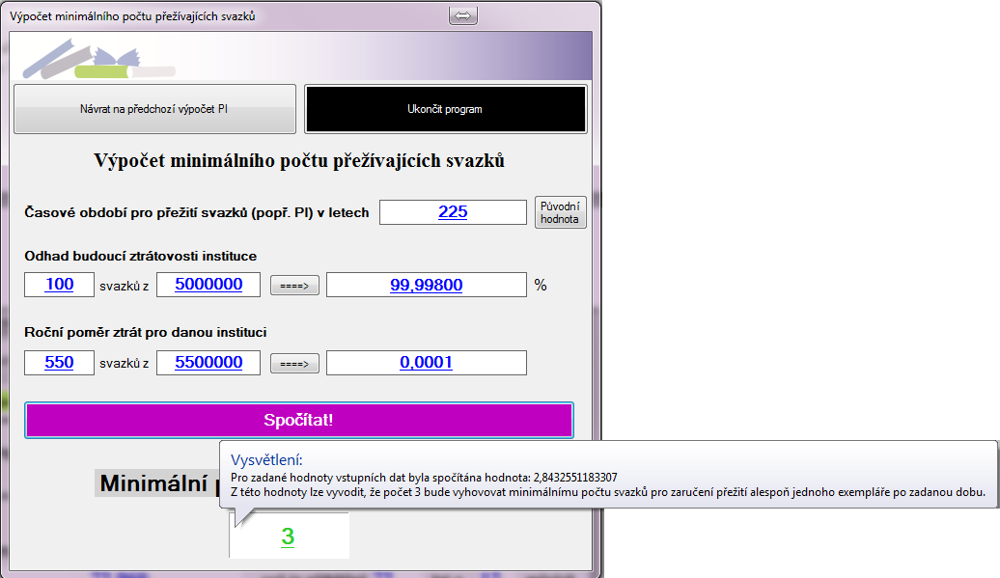 Výpočet minimálního počtu přežívajících svazků
Návrat na předchozí výpočet PI
Ukončit program
Výpočet minimálního počtu přežívajících svazků
Časové období pro přežití svazků (popř. PI) v letech 225 Původní hodnota
Odhad budoucí ztrátovosti instituce
100 svazků z 5000000 ====> 99,99800 %
Roční poměr ztrát pro danou instituci
550 svazků z 5500000 ====> 0,0001
Spočítat!
Minimální
Vysvětlení:
Pro zadané hodnoty vstupních dat byla spočítána hodnota: 2,8432551183307
Z této hodnoty lze vyvodit, že počet 3 bude vyhovovat minimálnímu počtu svazků pro zaručení přežití alespoň jednoho exempláře po zadanou dobu.
3